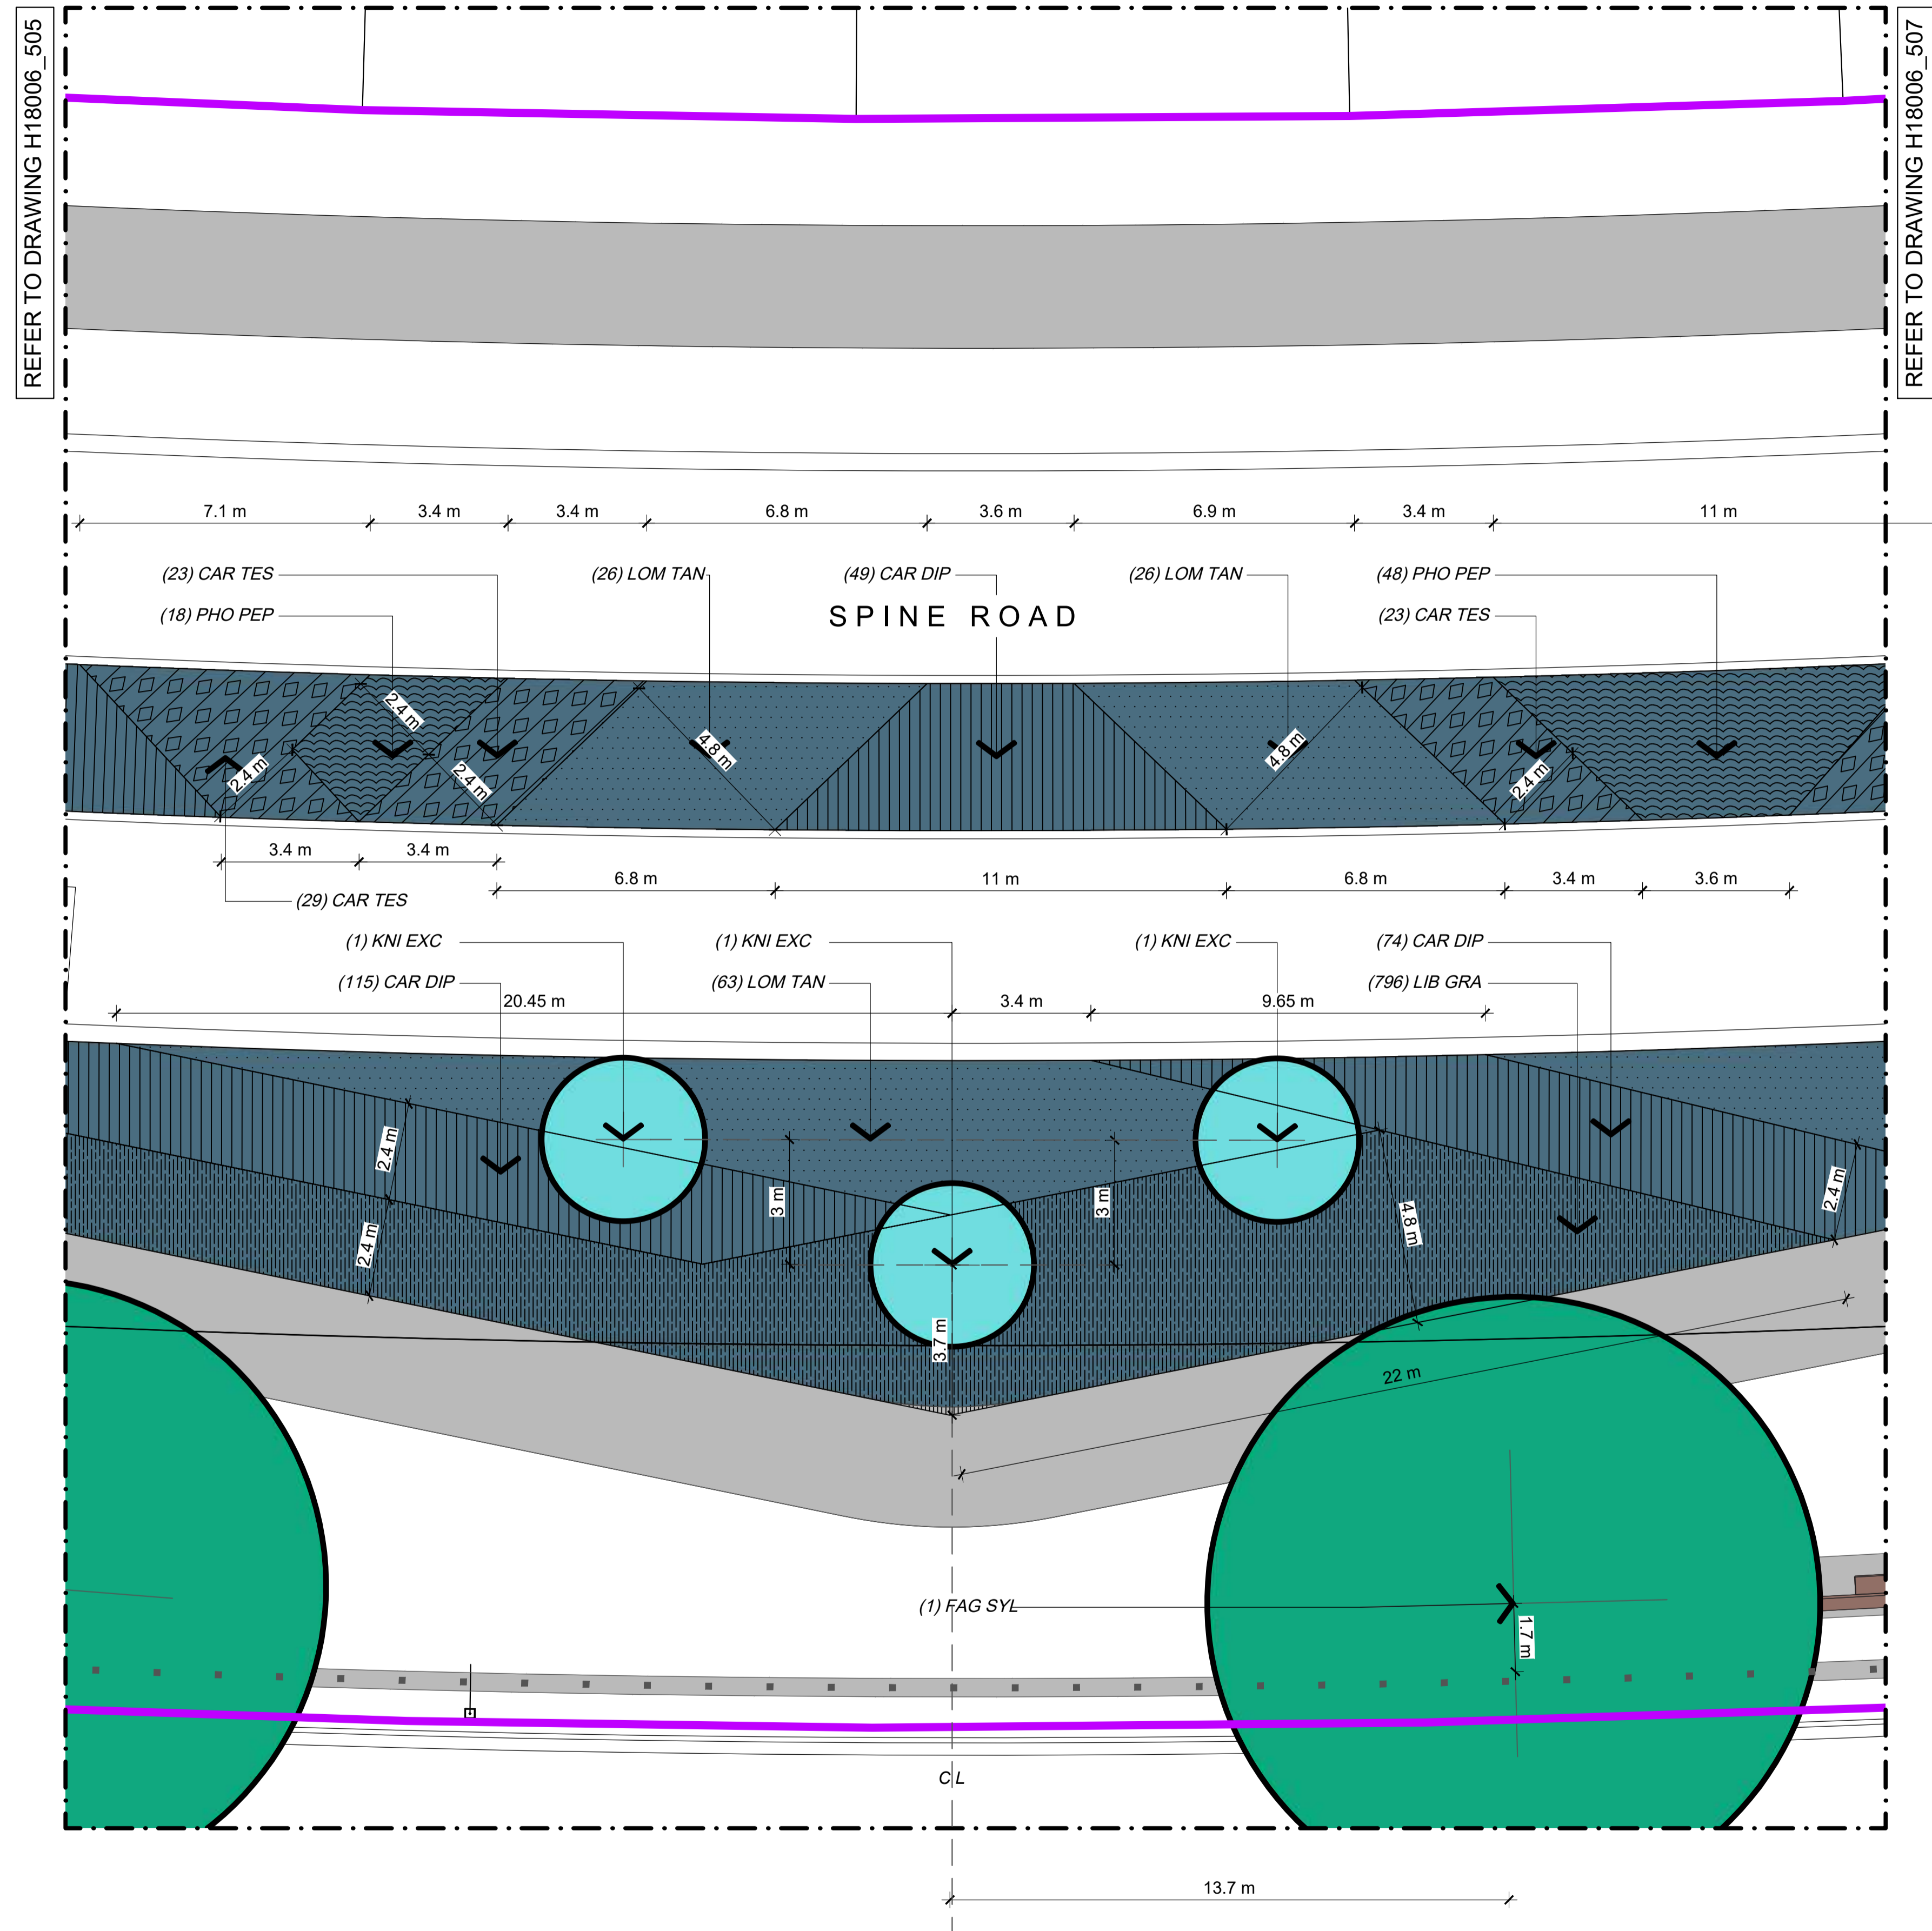 REFER TO DRAWING H18006_505
REFER TO DRAWING H18006_507
7.1 m 3.4 m 3.4 m 6.8 m 3.6 m 6.9 m 3.4 m 11 m
(23) CAR TES (26) LOM TAN (49) CAR DIP (26) LOM TAN (48) PHO PEP
(18) PHO PEP SPINE ROAD (23) CAR TES
2.4 m
4.8 m 4.8 m
2.4 m 2.4 m 2.4 m
3.4 m 3.4 m
6.8 m 11 m 6.8 m 3.4 m 3.6 m
(29) CAR TES
(1) KNI EXC (1) KNI EXC (1) KNI EXC (74) CAR DIP
(115) CAR DIP (63) LOM TAN (796) LIB GRA
20.45 m 3.4 m 9.65 m
2.4 m
3 m 3 m 2.4 m
2.4 m 4.8 m
3.7 m
22 m
(1) FAG SYL
1.7 m
C L
13.7 m